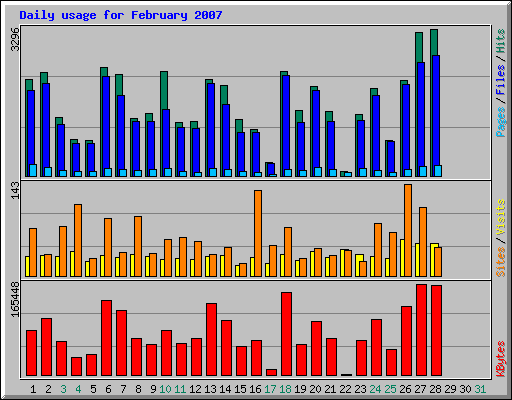 Daily usage for February 2007
3296
Pages / Files / Hits
143
Sites / Visits
165448
KBytes
1 2 3 4 5 6 7 8 9 10 11 12 13 14 15 16 17 18 19 20 21 22 23 24 25 26 27 28 29 30 31